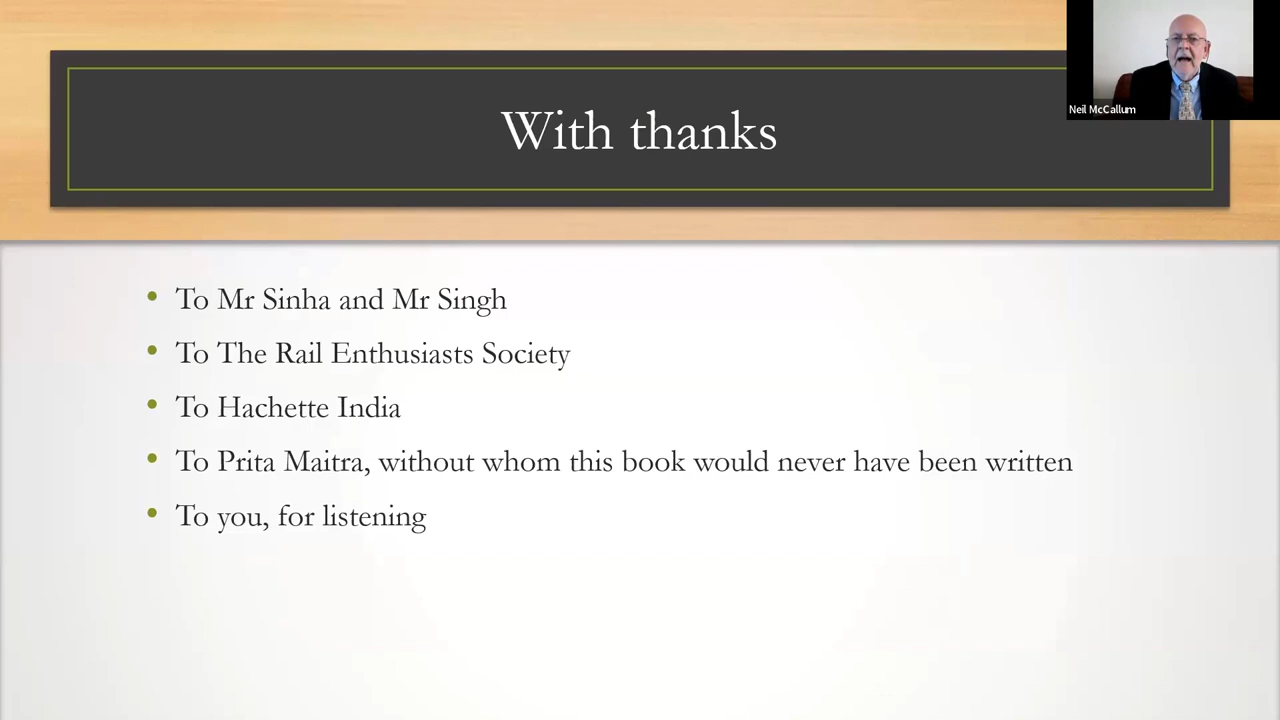 With thanks
Neil McCallum
To Mr Sinha and Mr Singh
To The Rail Enthusiasts Society
To Hachette India
To Prita Maitra, without whom this book would never have been written
To you, for listening